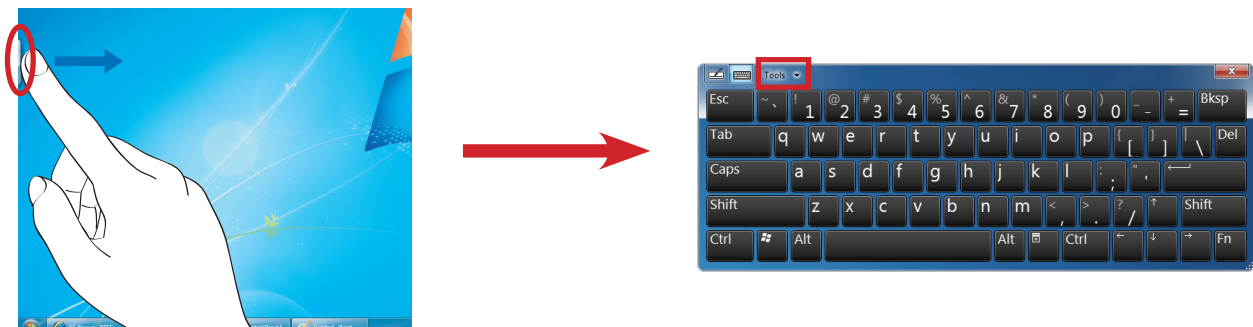 Tools
Esc ~ ` ! 1 @ 2 # 3 $ 4 % 5 ^ 6 & 7 * 8 ( 9 ) 0 _ - + = Bksp
Tab q w e r t y u i o p { [ } ] | \ Del
Caps a s d f g h j k l : ; " '
Shift z x c v b n m < , > . ? / ↑ Shift
Ctrl Alt Alt Ctrl ← ↓ → Fn